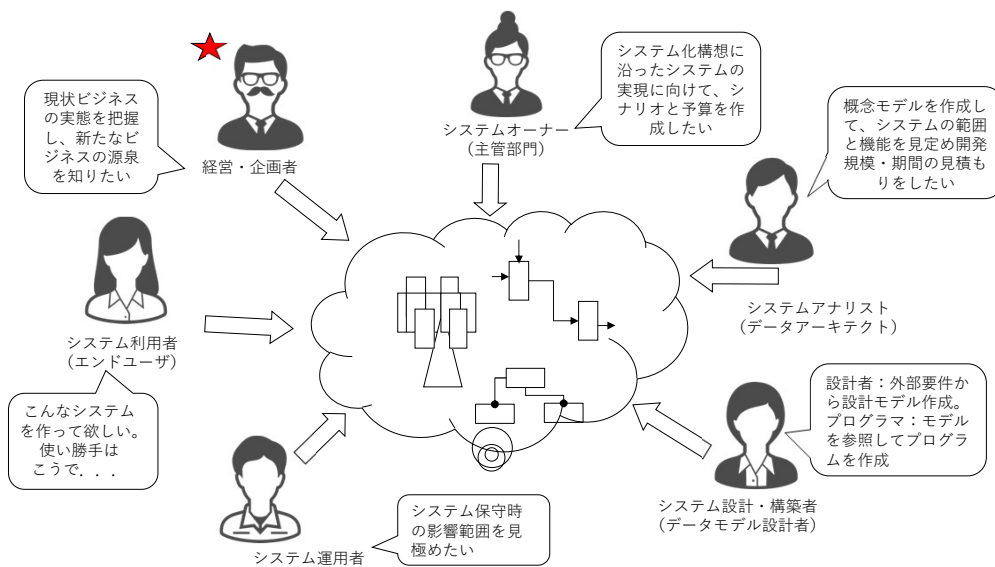 現状ビジネス
の実態を把握
し、新たなビ
ジネスの源泉
を知りたい
経営・企画者
システムオーナー
（主管部門）
システム化構想に
沿ったシステムの
実現に向けて、シ
ナリオと予算を作
成したい
概念モデルを作成し
て、システムの範囲
と機能を見定め開発
規模・期間の見積も
りをしたい
システムアナリスト
（データアーキテクト）
システム利用者
（エンドユーザ）
こんなシステム
を作って欲しい。
使い勝手は
こうで．．．
システム運用者
システム保守時
の影響範囲を見
極めたい
設計者：外部要件か
ら設計モデル作成。
プログラマ：モデル
を参照してプログラ
ムを作成
システム設計・構築者
（データモデル設計者）